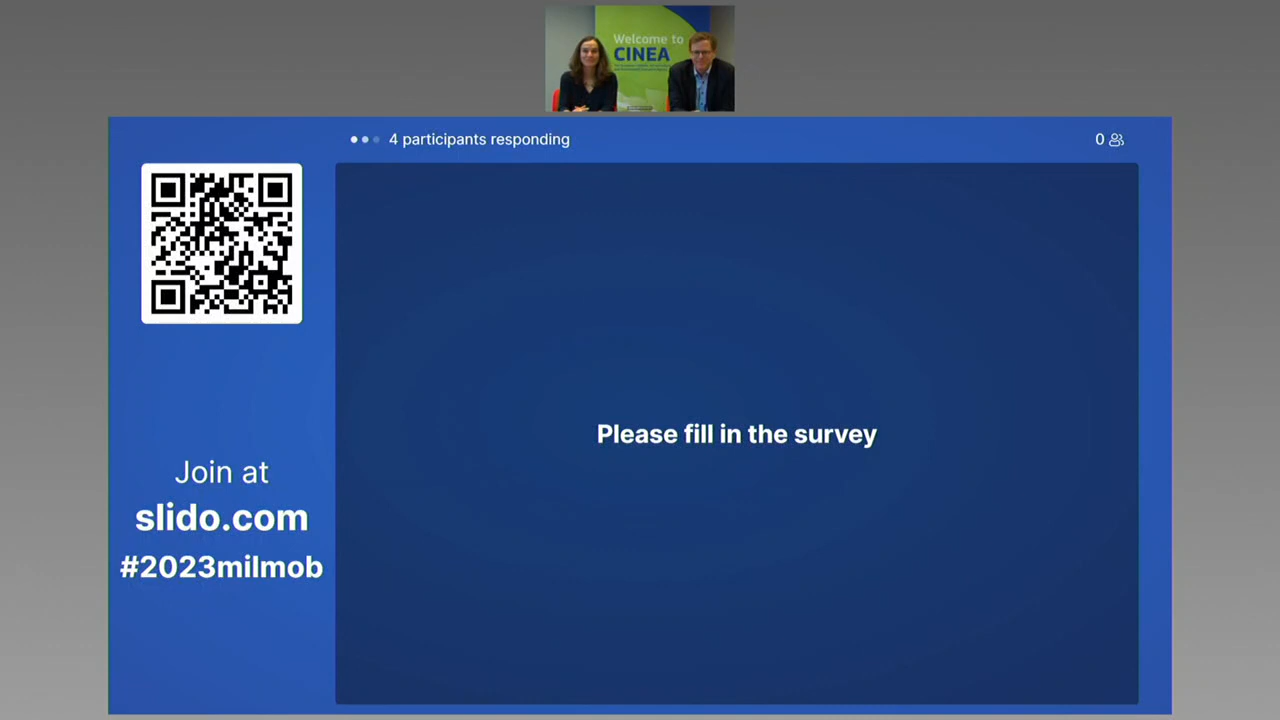 Welcome to
CINEA
4 participants responding
0
Please fill in the survey
Join at
slido.com
#2023milmob